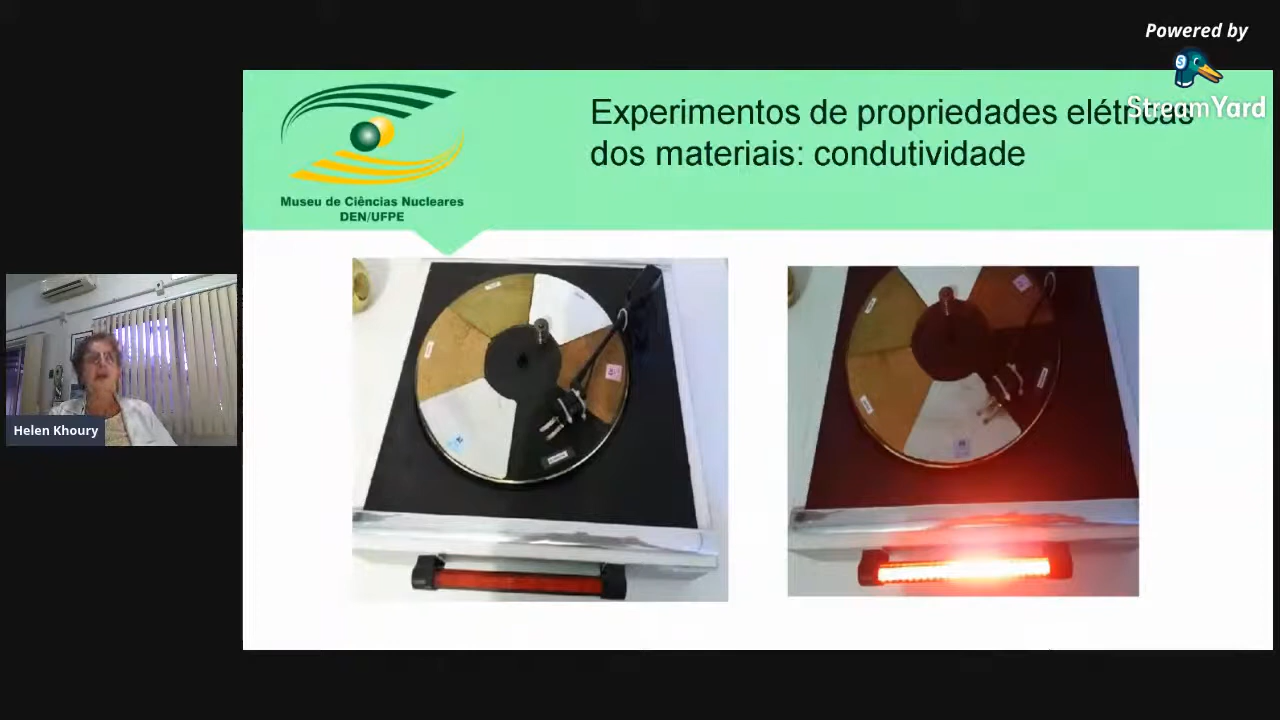 Powered by
StreamYard
Experimentos de propriedades elétricas
dos materiais: condutividade
Museu de Ciências Nucleares
DEN/UFPE
Helen Khoury